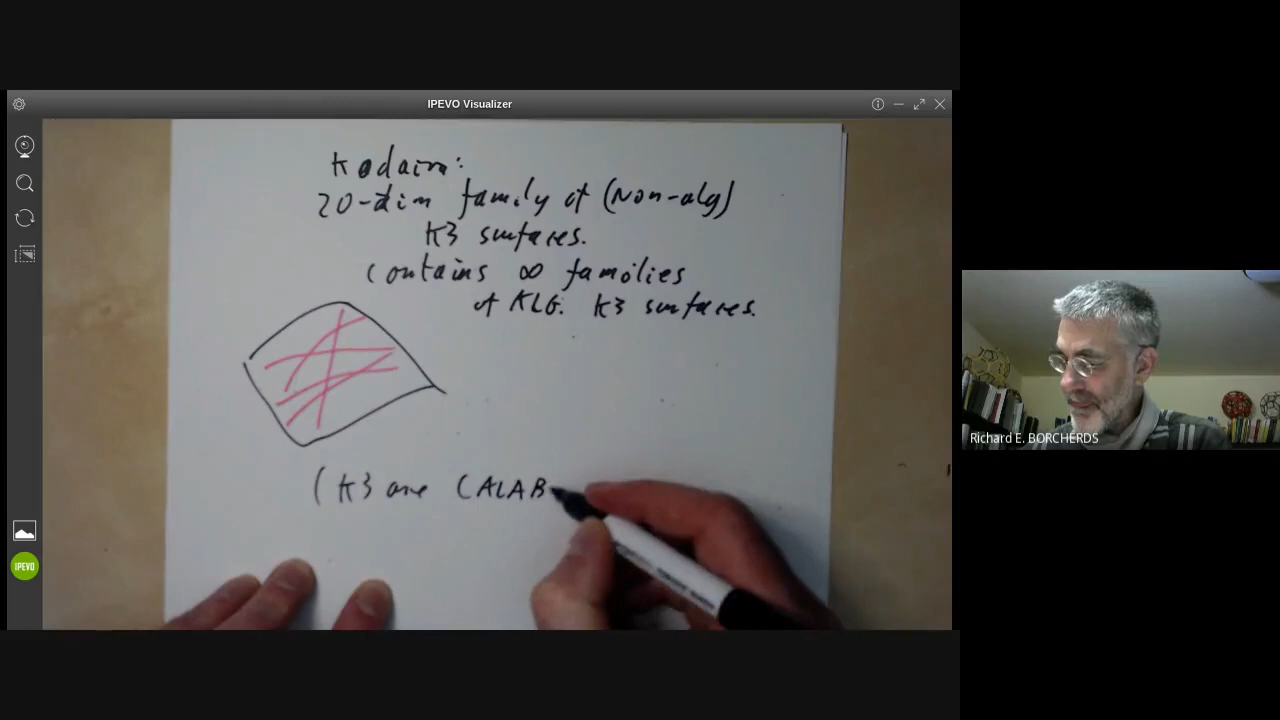 IPEVO Visualizer
Kodaira:
20-dim family of (Non-alg)
K3 surfaces.
Contains ∞ families
of ALG. K3 surfaces.
(K3 are CALAB
IPEVO
Richard E. BORCHERDS